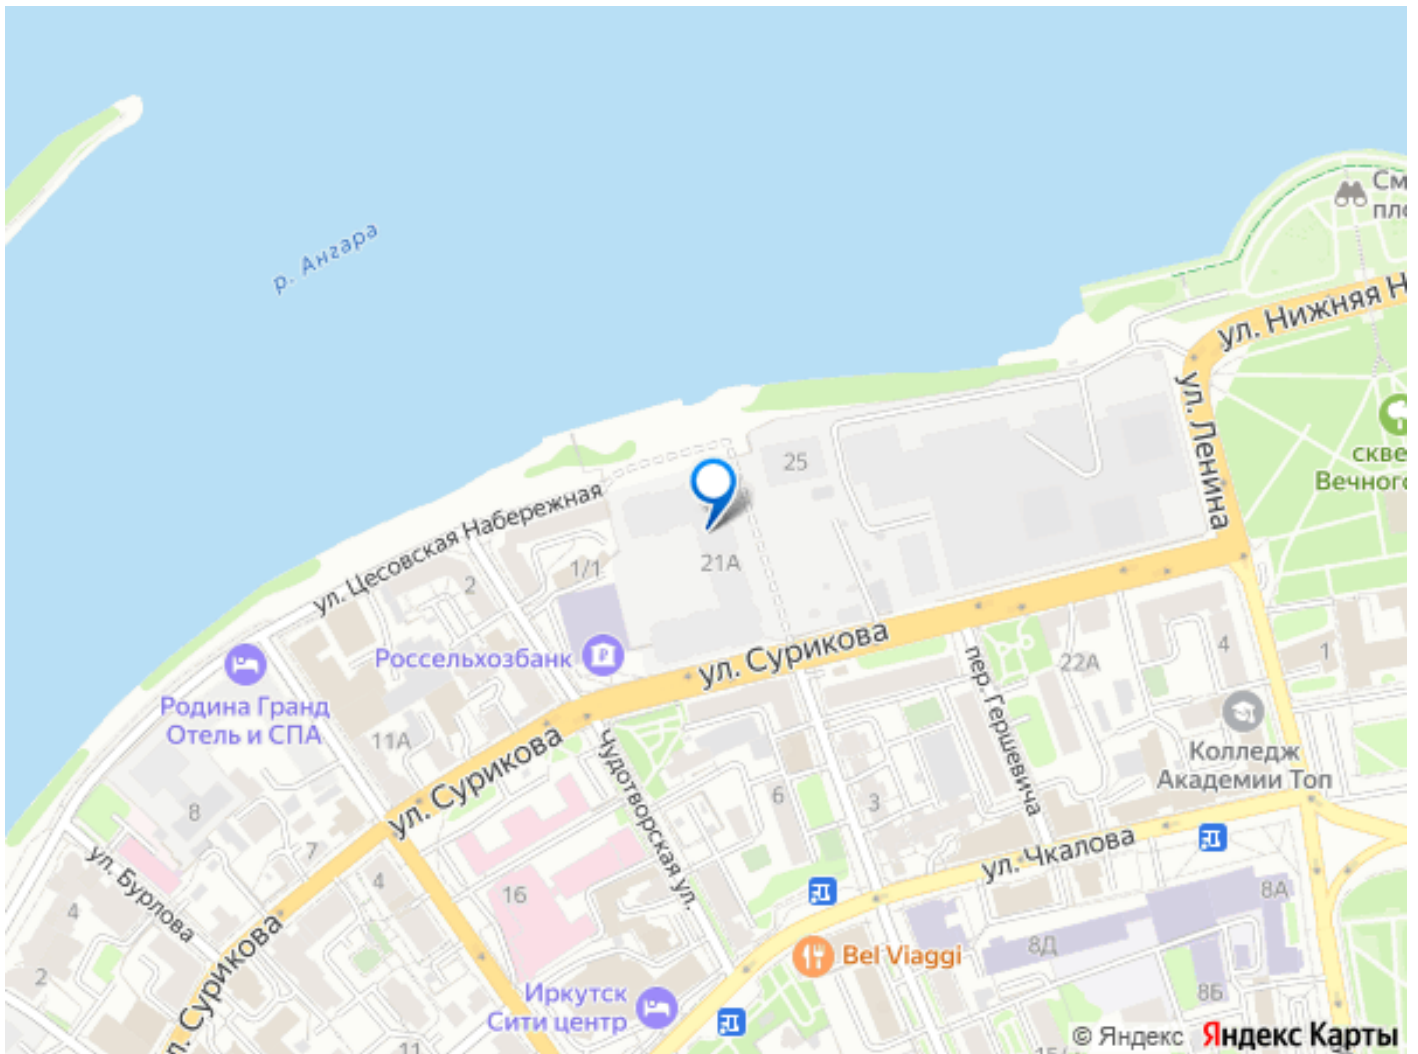 См
пло
р. Ангара
ул. Нижняя Н
ул. Ленина
скве
Вечного
25
ул. Цесовская Набережная
21А
1/1
2
Россельхозбанк
ул. Сурикова
Родина Гранд
Отель и СПА
пер. Гершевича
22А
4
1
11А
ул. Сурикова
Чудотворская ул.
Колледж
Академии Топ
8
6
3
7
ул. Чкалова
ул. Бурлова
4
16
8А
4
ул. Сурикова
8Д
Bel Viaggi
2
8Б
Иркутск
Сити центр
11
© Яндекс Яндекс Карты